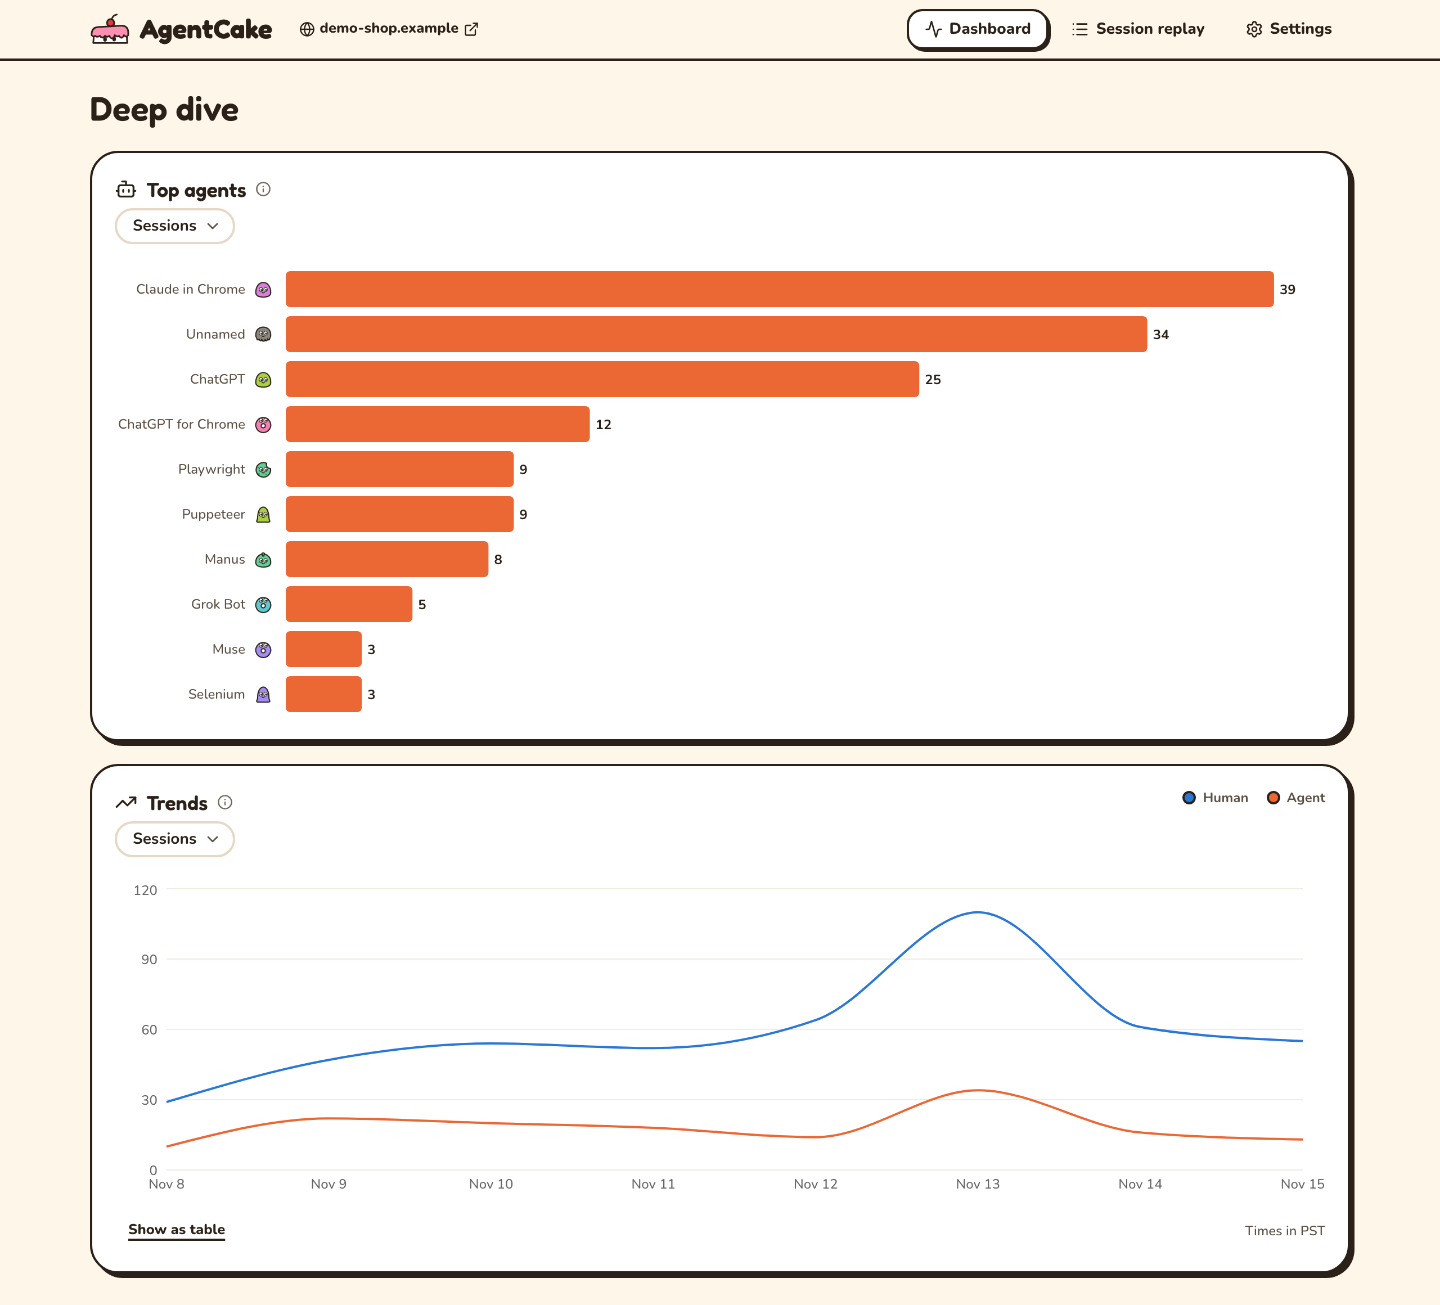 AgentCake
demo-shop.example
Dashboard
Session replay
Settings
Deep dive
Top agents
Sessions
Claude in Chrome 39
Unnamed 34
ChatGPT 25
ChatGPT for Chrome 12
Playwright 9
Puppeteer 9
Manus 8
Grok Bot 5
Muse 3
Selenium 3
Trends
Human
Agent
Sessions
120
90
60
30
0
Nov 8 Nov 9 Nov 10 Nov 11 Nov 12 Nov 13 Nov 14 Nov 15
Show as table
Times in PST